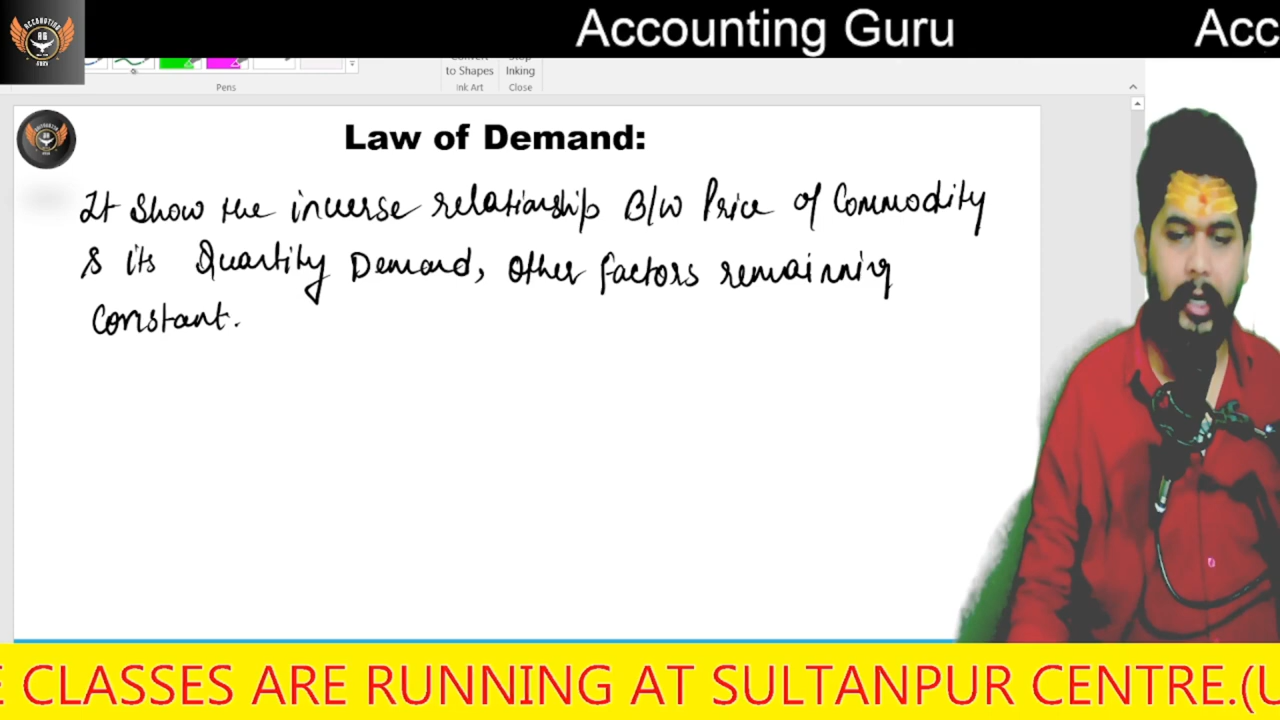 Accounting Guru
Acc
Convert
to Shapes
Inking
Pens
Ink Art
Close
Law of Demand:
It show the inverse relationship B/W Price of Commodity
& its Quantity Demand, other factors remaining
constant.
E CLASSES ARE RUNNING AT SULTANPUR CENTRE.(U